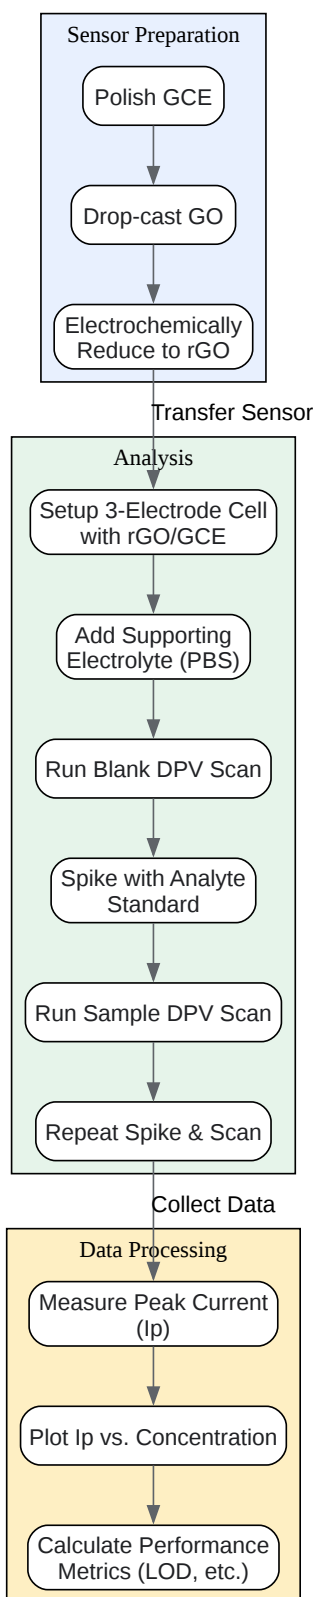 Sensor Preparation
Polish GCE
Drop-cast GO
Electrochemically
Reduce to rGO
Transfer Sensor
Analysis
Setup 3-Electrode Cell
with rGO/GCE
Add Supporting
Electrolyte (PBS)
Run Blank DPV Scan
Spike with Analyte
Standard
Run Sample DPV Scan
Repeat Spike & Scan
Collect Data
Data Processing
Measure Peak Current
(Ip)
Plot Ip vs. Concentration
Calculate Performance
Metrics (LOD, etc.)